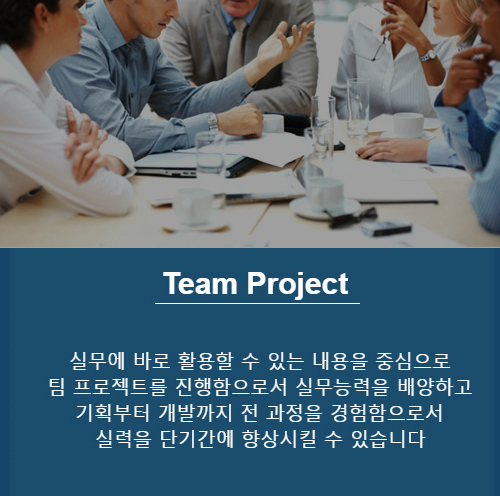 Team Project
실무에 바로 활용할 수 있는 내용을 중심으로
팀 프로젝트를 진행함으로서 실무능력을 배양하고
기획부터 개발까지 전 과정을 경험함으로서
실력을 단기간에 향상시킬 수 있습니다